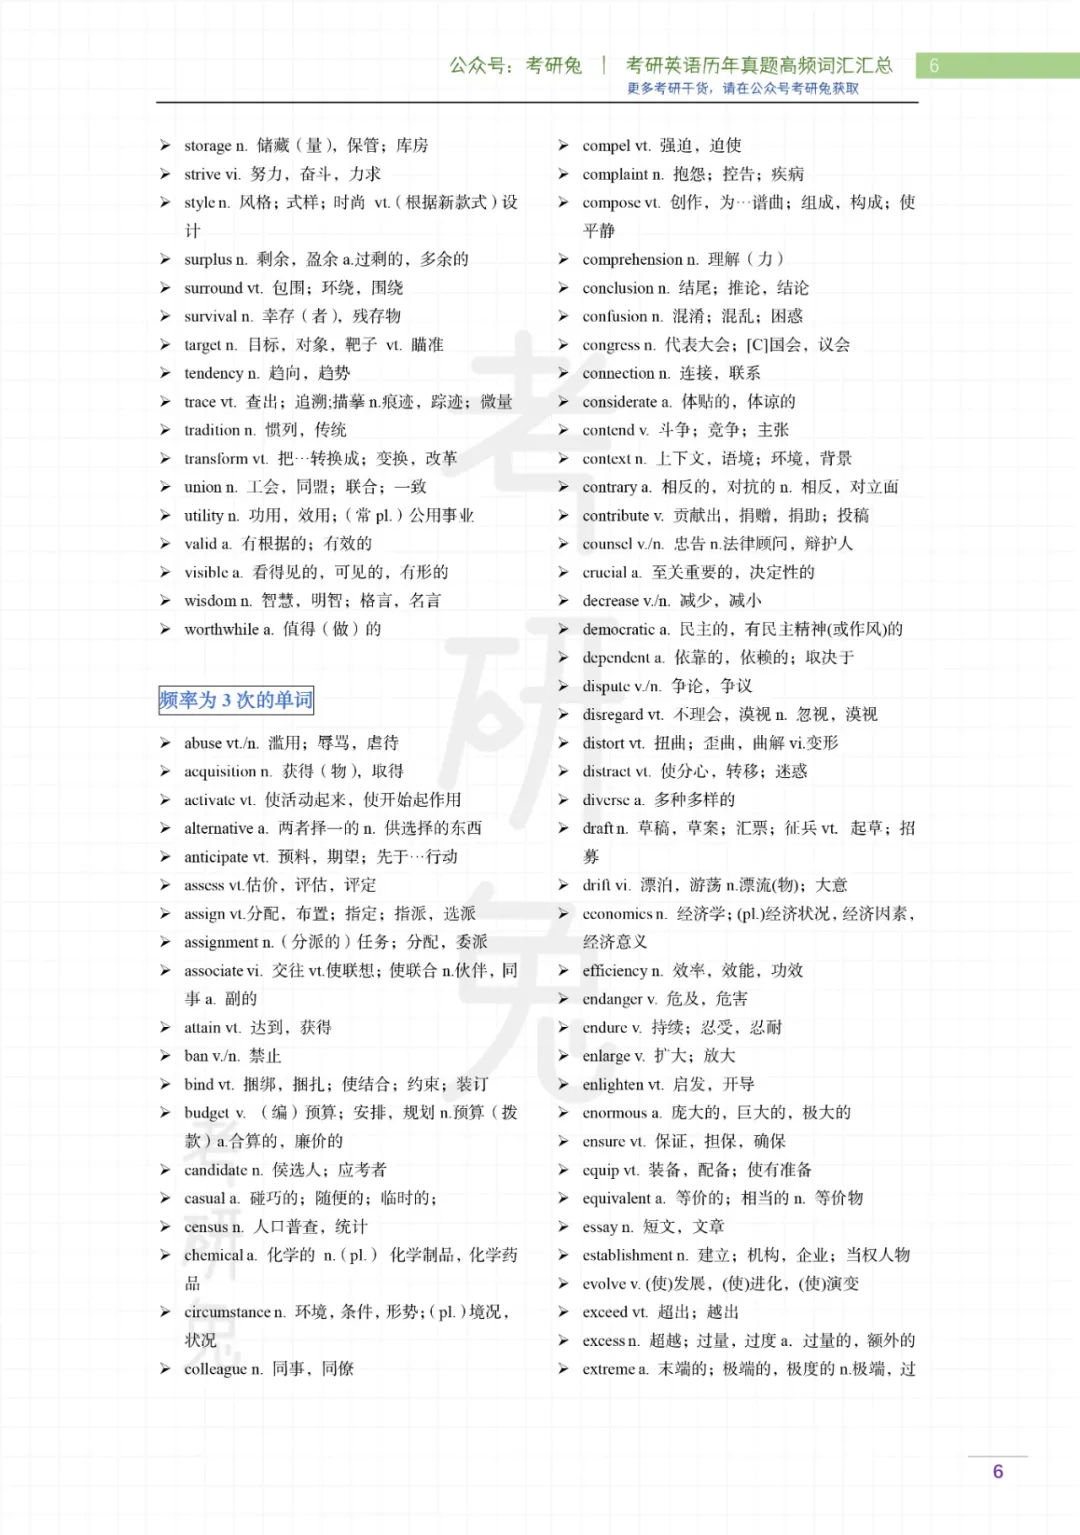 公众号：考研兔 | 考研英语历年真题高频词汇汇总 6
更多考研干货，请在公众号考研兔获取
➢ storage n. 储藏（量），保管；库房
➢ strive vi. 努力，奋斗，力求
➢ style n. 风格；式样；时尚 vt.（根据新款式）设
计
➢ surplus n. 剩余，盈余 a.过剩的，多余的
➢ surround vt. 包围；环绕，围绕
➢ survival n. 幸存（者），残存物
➢ target n. 目标，对象，靶子 vt. 瞄准
➢ tendency n. 趋向，趋势
➢ trace vt. 查出；追溯;描摹 n.痕迹，踪迹；微量
➢ tradition n. 惯列，传统
➢ transform vt. 把…转换成；变换，改革
➢ union n. 工会，同盟；联合；一致
➢ utility n. 功用，效用；（常 pl.）公用事业
➢ valid a. 有根据的；有效的
➢ visible a. 看得见的，可见的，有形的
➢ wisdom n. 智慧，明智；格言，名言
➢ worthwhile a. 值得（做）的
频率为 3 次的单词
➢ abuse vt./n. 滥用；辱骂，虐待
➢ acquisition n. 获得（物），取得
➢ activate vt. 使活动起来，使开始起作用
➢ alternative a. 两者择一的 n. 供选择的东西
➢ anticipate vt. 预料，期望；先于…行动
➢ assess vt.估价，评估，评定
➢ assign vt.分配，布置；指定；指派，选派
➢ assignment n.（分派的）任务；分配，委派
➢ associate vi. 交往 vt.使联想；使联合 n.伙伴，同
事 a. 副的
➢ attain vt. 达到，获得
➢ ban v./n. 禁止
➢ bind vt. 捆绑，捆扎；使结合；约束；装订
➢ budget v. （编）预算；安排，规划 n.预算（拨
款）a.合算的，廉价的
➢ candidate n. 侯选人；应考者
➢ casual a. 碰巧的；随便的；临时的；
➢ census n. 人口普查，统计
➢ chemical a. 化学的 n.（pl.） 化学制品，化学药
品
➢ circumstance n. 环境，条件，形势；（pl.）境况，
状况
➢ colleague n. 同事，同僚
➢ compel vt. 强迫，迫使
➢ complaint n. 抱怨；控告；疾病
➢ compose vt. 创作，为…谱曲；组成，构成；使
平静
➢ comprehension n. 理解（力）
➢ conclusion n. 结尾；推论，结论
➢ confusion n. 混淆；混乱；困惑
➢ congress n. 代表大会；[C]国会，议会
➢ connection n. 连接，联系
➢ considerate a. 体贴的，体谅的
➢ contend v. 斗争；竞争；主张
➢ context n. 上下文，语境；环境，背景
➢ contrary a. 相反的，对抗的 n. 相反，对立面
➢ contribute v. 贡献出，捐赠，捐助；投稿
➢ counsel v./n. 忠告 n.法律顾问，辩护人
➢ crucial a. 至关重要的，决定性的
➢ decrease v./n. 减少，减小
➢ democratic a. 民主的，有民主精神(或作风)的
➢ dependent a. 依靠的，依赖的；取决于
➢ dispute v./n. 争论，争议
➢ disregard vt. 不理会，漠视 n. 忽视，漠视
➢ distort vt. 扭曲；歪曲，曲解 vi.变形
➢ distract vt. 使分心，转移；迷惑
➢ diverse a. 多种多样的
➢ draft n. 草稿，草案；汇票；征兵 vt. 起草；招
募
➢ drift vi. 漂泊，游荡 n.漂流(物)；大意
➢ economics n. 经济学；(pl.)经济状况，经济因素，
经济意义
➢ efficiency n. 效率，效能，功效
➢ endanger v. 危及，危害
➢ endure v. 持续；忍受，忍耐
➢ enlarge v. 扩大；放大
➢ enlighten vt. 启发，开导
➢ enormous a. 庞大的，巨大的，极大的
➢ ensure vt. 保证，担保，确保
➢ equip vt. 装备，配备；使有准备
➢ equivalent a. 等价的；相当的 n. 等价物
➢ essay n. 短文，文章
➢ establishment n. 建立；机构，企业；当权人物
➢ evolve v. (使)发展，(使)进化，(使)演变
➢ exceed vt. 超出；越出
➢ excess n. 超越；过量，过度 a. 过量的，额外的
➢ extreme a. 末端的；极端的，极度的 n.极端，过
考研兔
考研兔
6